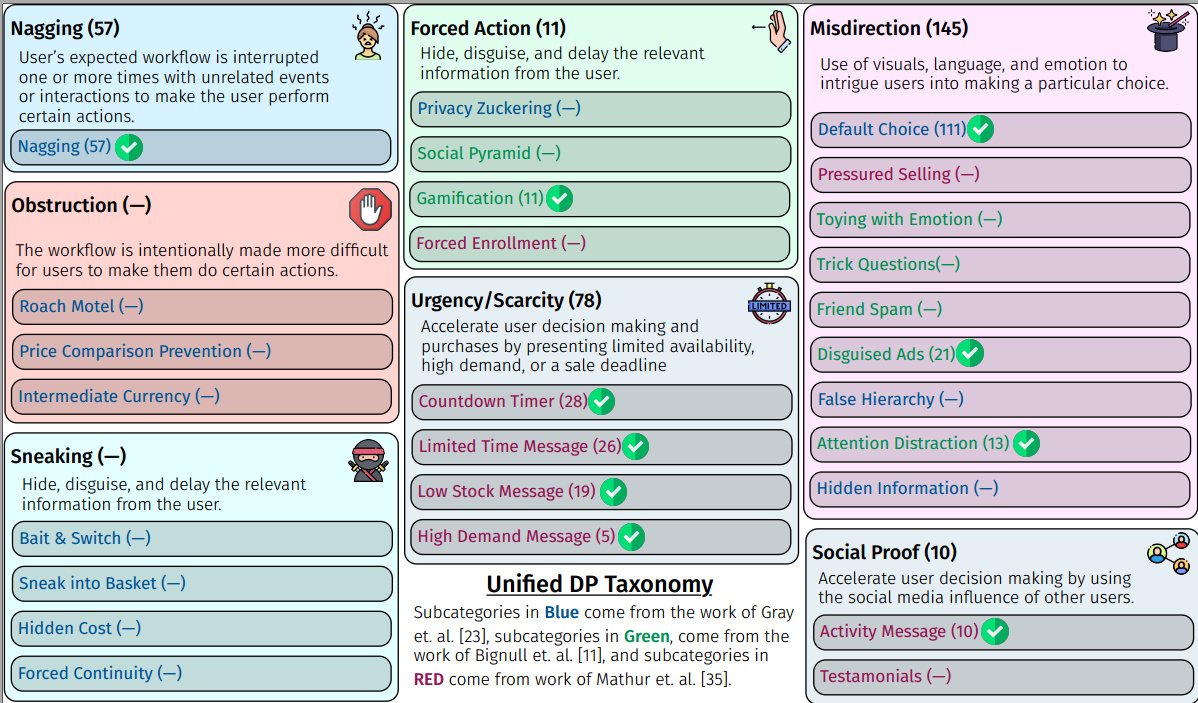 Nagging (57)
User's expected workflow is interrupted
one or more times with unrelated events
or interactions to make the user perform
certain actions.
Nagging (57)
Obstruction (—)
The workflow is intentionally made more difficult
for users to make them do certain actions.
Roach Motel (—)
Price Comparison Prevention (—)
Intermediate Currency (—)
Sneaking (—)
Hide, disguise, and delay the relevant
information from the user.
Bait & Switch (—)
Sneak into Basket (—)
Hidden Cost (—)
Forced Continuity (—)
Forced Action (11)
Hide, disguise, and delay the relevant
information from the user.
Privacy Zuckering (—)
Social Pyramid (—)
Gamification (11)
Forced Enrollment (—)
Urgency/Scarcity (78)
LIMITED
Accelerate user decision making and
purchases by presenting limited availability,
high demand, or a sale deadline
Countdown Timer (28)
Limited Time Message (26)
Low Stock Message (19)
High Demand Message (5)
Unified DP Taxonomy
Subcategories in Blue come from the work of Gray
et. al. [23], subcategories in Green, come from the
work of Bignull et. al. [11], and subcategories in
RED come from work of Mathur et. al. [35].
Misdirection (145)
Use of visuals, language, and emotion to
intrigue users into making a particular choice.
Default Choice (111)
Pressured Selling (—)
Toying with Emotion (—)
Trick Questions(—)
Friend Spam (—)
Disguised Ads (21)
False Hierarchy (—)
Attention Distraction (13)
Hidden Information (—)
Social Proof (10)
Accelerate user decision making by using
the social media influence of other users.
Activity Message (10)
Testamonials (—)